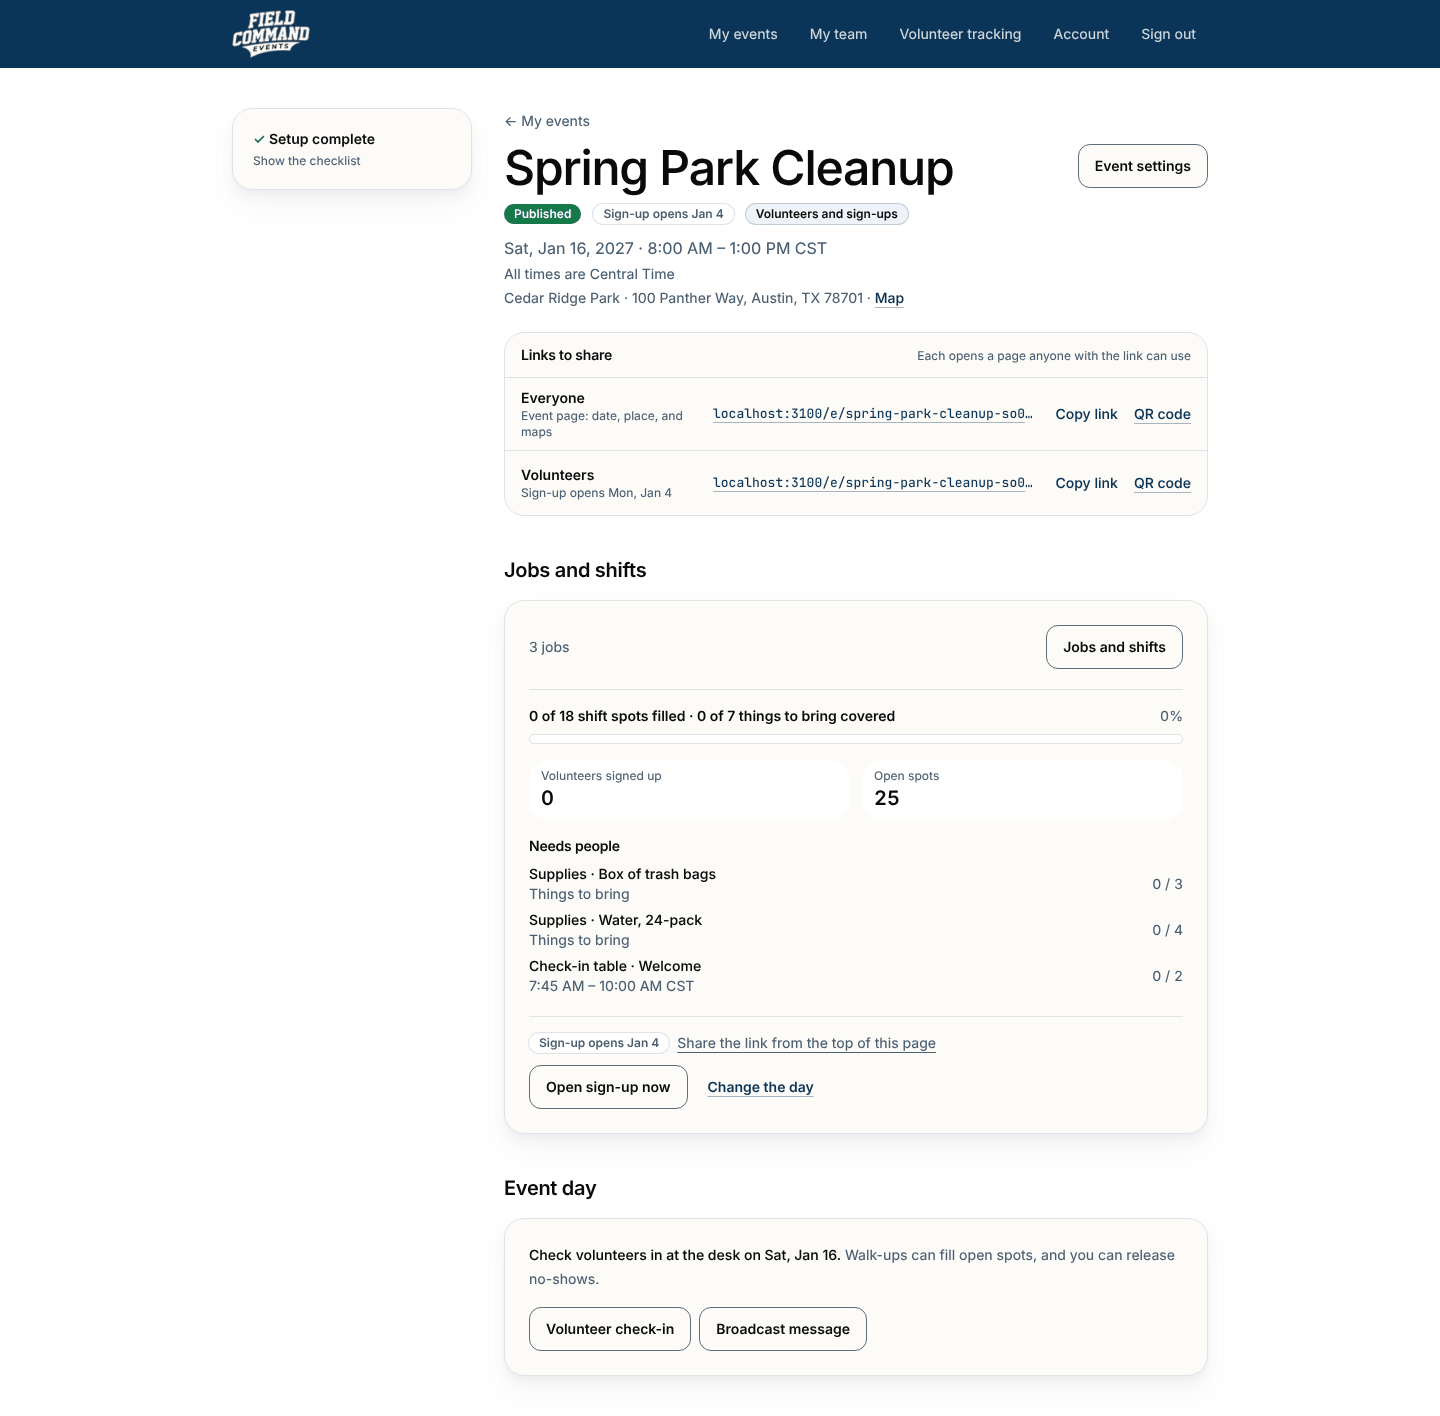 FIELD
COMMAND
EVENTS
My events
My team
Volunteer tracking
Account
Sign out
✓ Setup complete
Show the checklist
← My events
Spring Park Cleanup
Event settings
Published
Sign-up opens Jan 4
Volunteers and sign-ups
Sat, Jan 16, 2027 · 8:00 AM – 1:00 PM CST
All times are Central Time
Cedar Ridge Park · 100 Panther Way, Austin, TX 78701 · Map
Links to share
Each opens a page anyone with the link can use
Everyone
Event page: date, place, and
maps
localhost:3100/e/spring-park-cleanup-so0…
Copy link
QR code
Volunteers
Sign-up opens Mon, Jan 4
localhost:3100/e/spring-park-cleanup-so0…
Copy link
QR code
Jobs and shifts
3 jobs
Jobs and shifts
0 of 18 shift spots filled · 0 of 7 things to bring covered
0%
Volunteers signed up
0
Open spots
25
Needs people
Supplies · Box of trash bags
Things to bring
0 / 3
Supplies · Water, 24-pack
Things to bring
0 / 4
Check-in table · Welcome
7:45 AM – 10:00 AM CST
0 / 2
Sign-up opens Jan 4
Share the link from the top of this page
Open sign-up now
Change the day
Event day
Check volunteers in at the desk on Sat, Jan 16. Walk-ups can fill open spots, and you can release
no-shows.
Volunteer check-in
Broadcast message